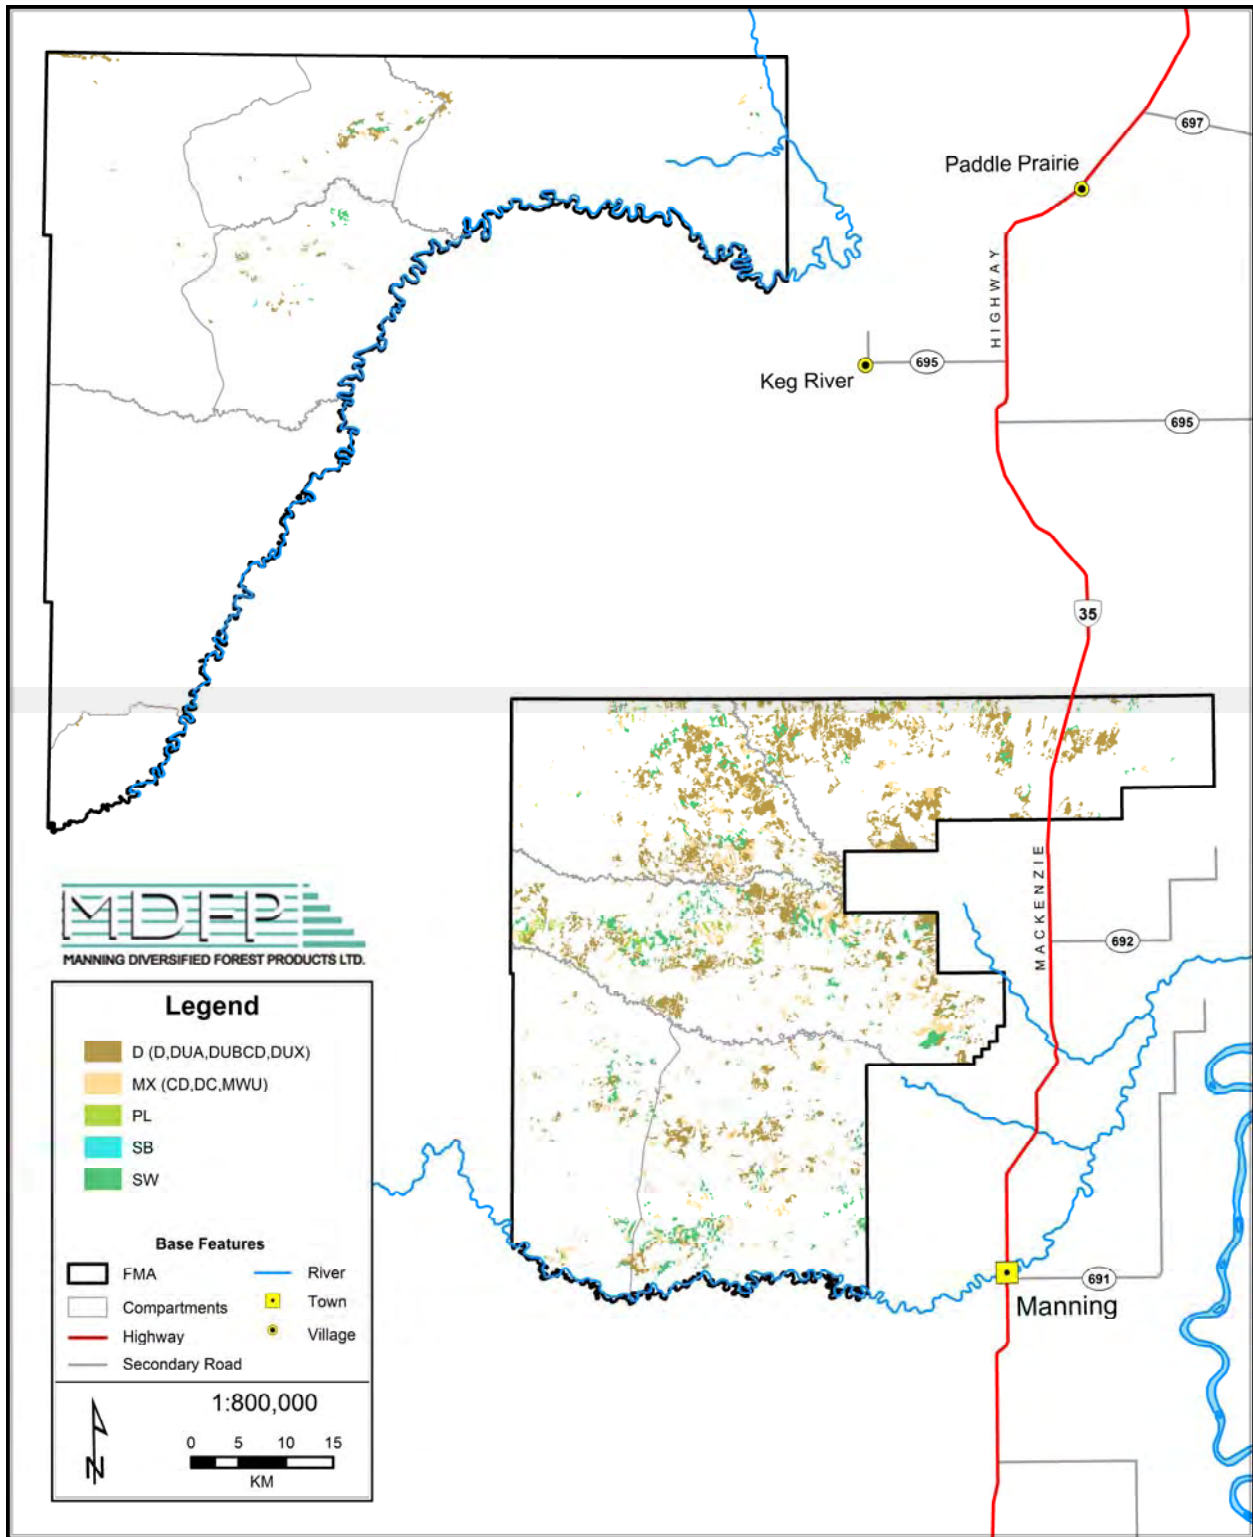 697
Paddle Prairie
HIGHWAY
695
Keg River
695
35
MDFP
MANNING DIVERSIFIED FOREST PRODUCTS LTD.
MACKENZIE
692
Legend
D (D,DUA,DUBCD,DUX)
MX (CD,DC,MWU)
PL
SB
SW
Base Features
FMA
River
Compartments
Town
Highway
Village
Secondary Road
691
Manning
1:800,000
0 5 10 15
KM
N